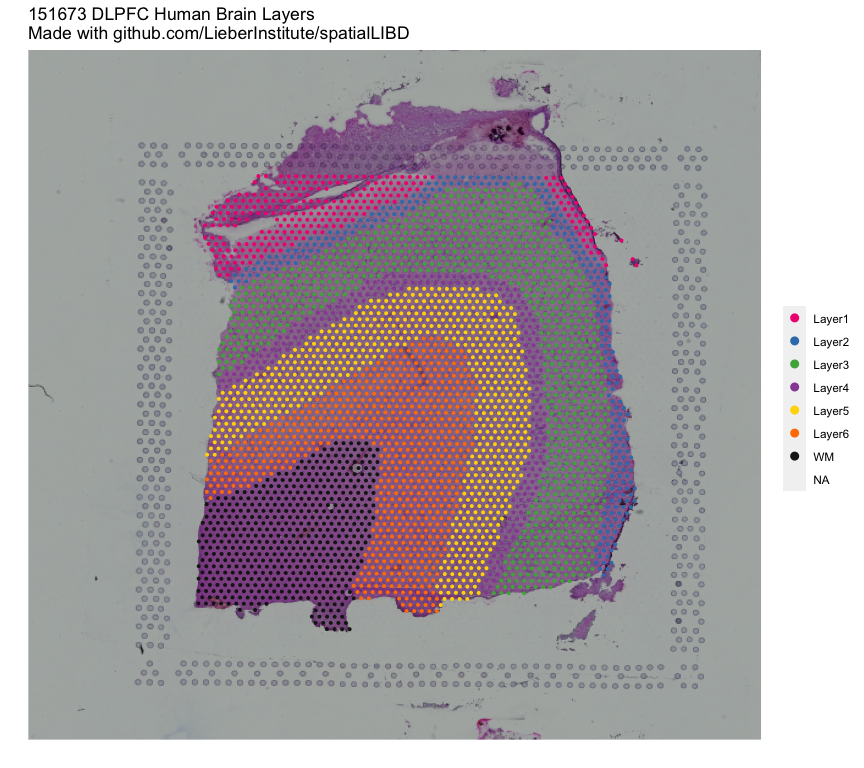 151673 DLPFC Human Brain Layers
Made with github.com/LieberInstitute/spatialLIBD
Layer1
Layer2
Layer3
Layer4
Layer5
Layer6
WM
NA